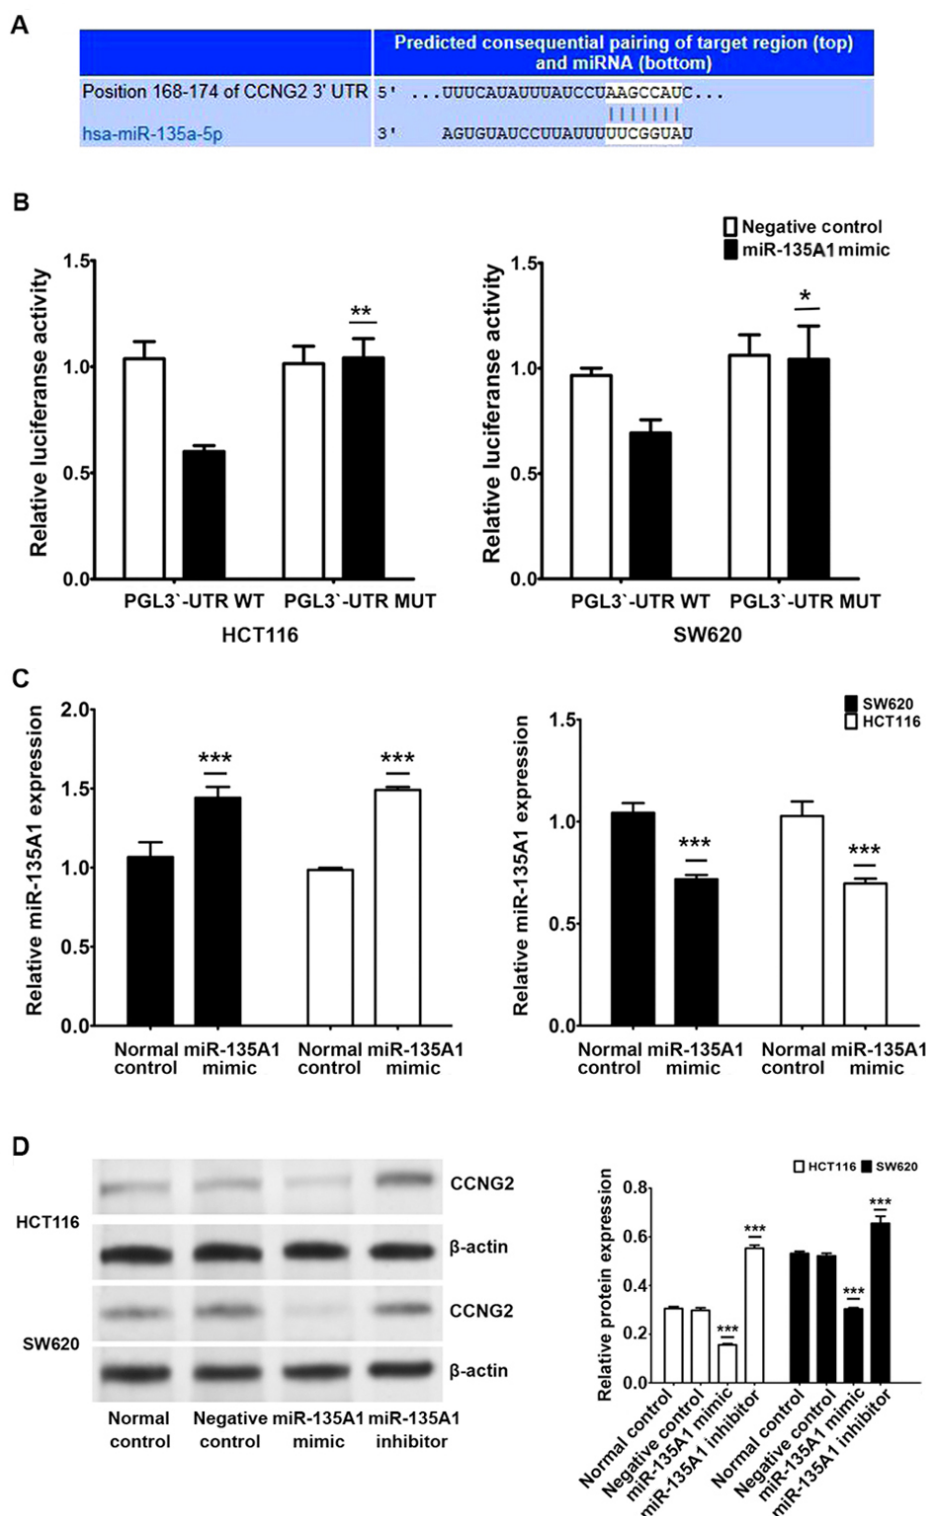 A
Predicted consequential pairing of target region (top)
and miRNA (bottom)
Position 168-174 of CCNG2 3' UTR 5' ...UUUCAUAUUUAUCCUAAGCCAUC...
hsa-miR-135a-5p 3' AGUGUAUCCUUAUUUUUCGGUAU
B
Negative control
miR-135A1 mimic
Relative luciferanse activity
1.5
1.0
0.5
0.0
**
PGL3`-UTR WT PGL3`-UTR MUT
HCT116
Relative luciferanse activity
1.5
1.0
0.5
0.0
*
PGL3`-UTR WT PGL3`-UTR MUT
SW620
C
Relative miR-135A1 expression
2.0
1.5
1.0
0.5
0.0
*** ***
Normal miR-135A1 Normal miR-135A1
control mimic control mimic
SW620
HCT116
Relative miR-135A1 expression
1.5
1.0
0.5
0.0
*** ***
Normal miR-135A1 Normal miR-135A1
control mimic control mimic
D
HCT116
CCNG2
β-actin
SW620
CCNG2
β-actin
Normal Negative miR-135A1 miR-135A1
control control mimic inhibitor
HCT116 SW620
Relative protein expression
0.8
0.6
0.4
0.2
0.0
*** *** *** ***
Normal control
Negative control
miR-135A1 mimic
miR-135A1 inhibitor
Normal control
Negative control
miR-135A1 mimic
miR-135A1 inhibitor